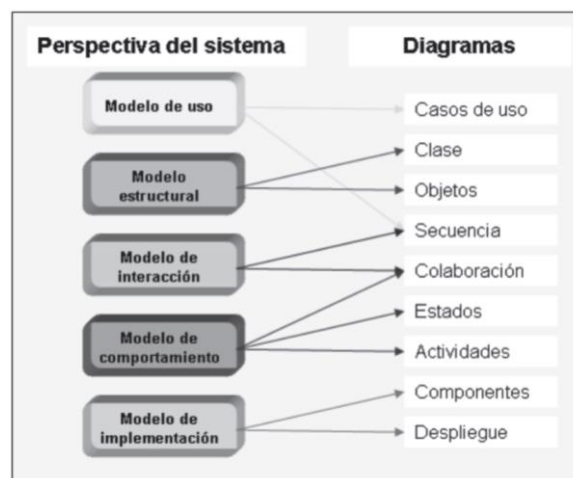 Perspectiva del sistema
Diagramas
Modelo de uso
Modelo
estructural
Modelo de
interacción
Modelo de
comportamiento
Modelo de
implementación
Casos de uso
Clase
Objetos
Secuencia
Colaboración
Estados
Actividades
Componentes
Despliegue